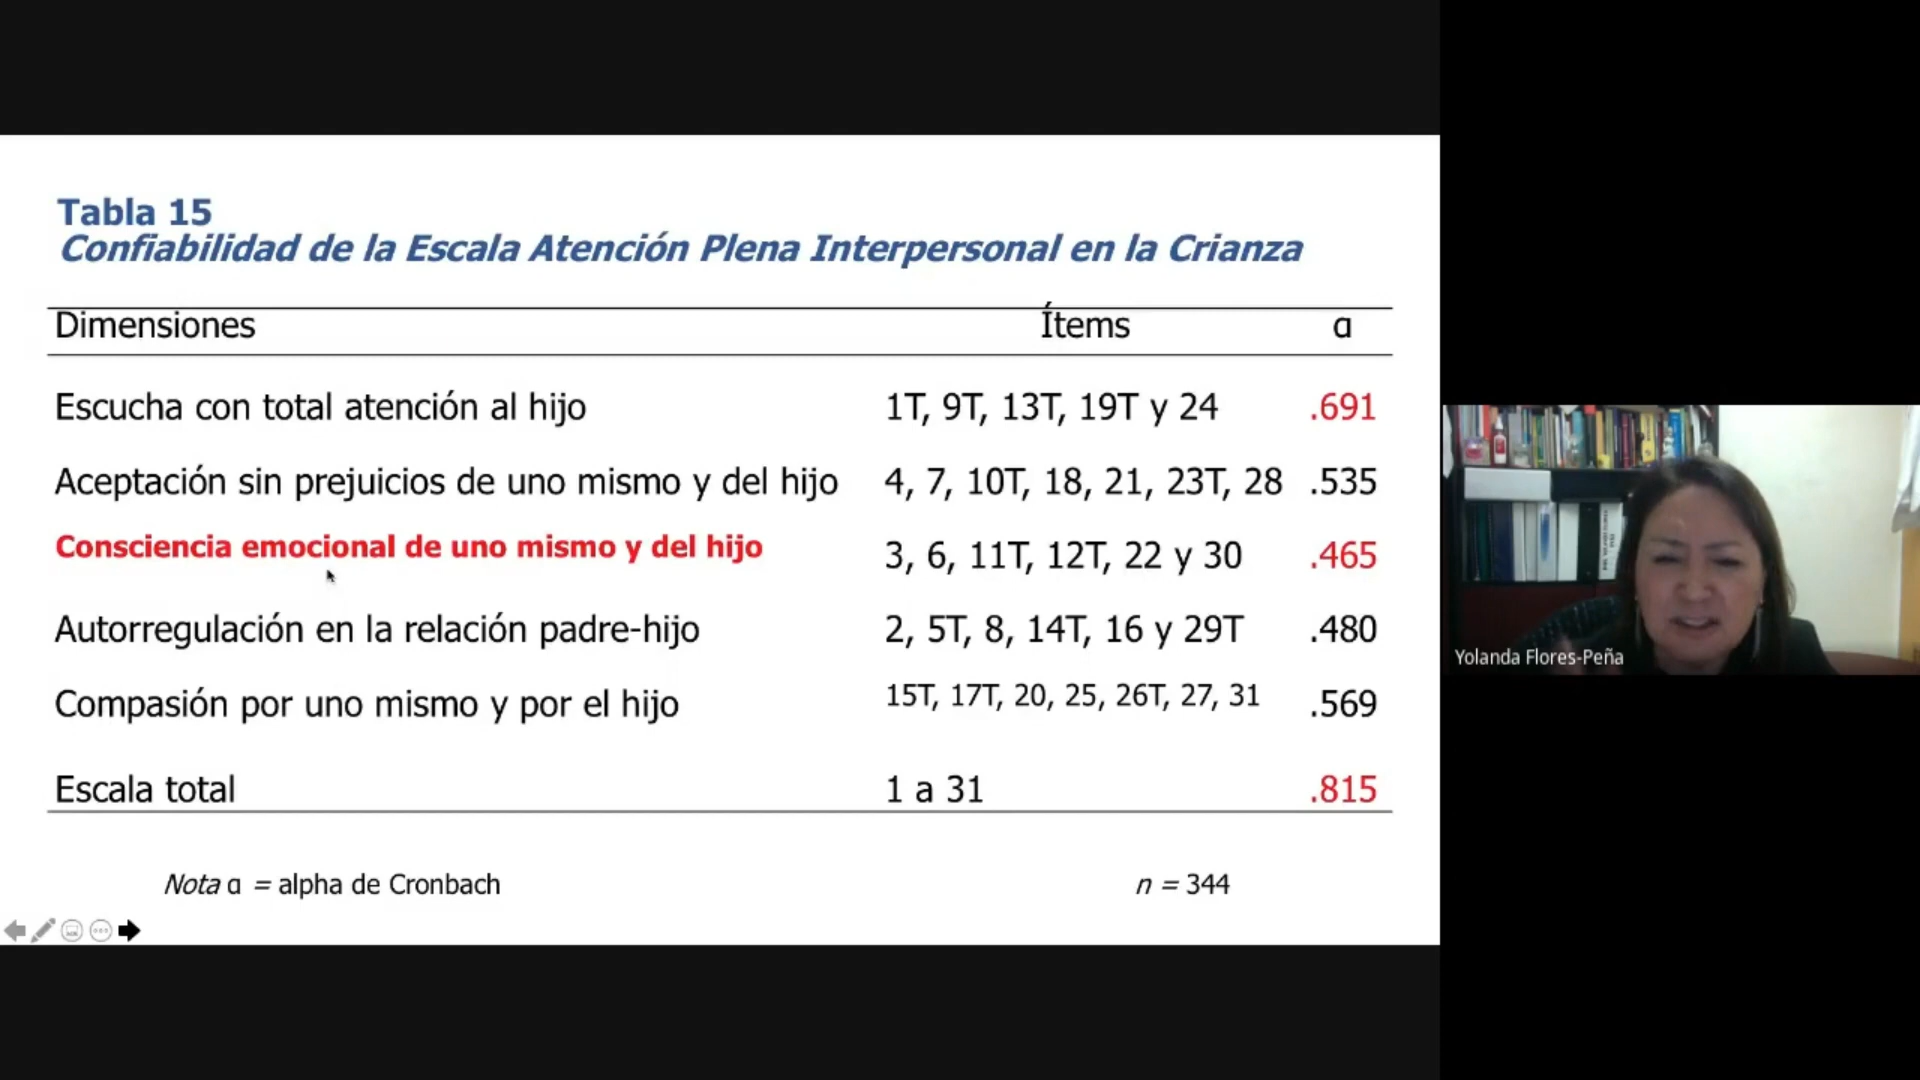 Tabla 15
Confiabilidad de la Escala Atención Plena Interpersonal en la Crianza
Dimensiones Ítems α
Escucha con total atención al hijo 1T, 9T, 13T, 19T y 24 .691
Aceptación sin prejuicios de uno mismo y del hijo 4, 7, 10T, 18, 21, 23T, 28 .535
Consciencia emocional de uno mismo y del hijo 3, 6, 11T, 12T, 22 y 30 .465
Autorregulación en la relación padre-hijo 2, 5T, 8, 14T, 16 y 29T .480
Compasión por uno mismo y por el hijo 15T, 17T, 20, 25, 26T, 27, 31 .569
Escala total 1 a 31 .815
Nota α = alpha de Cronbach n = 344
Yolanda Flores-Peña